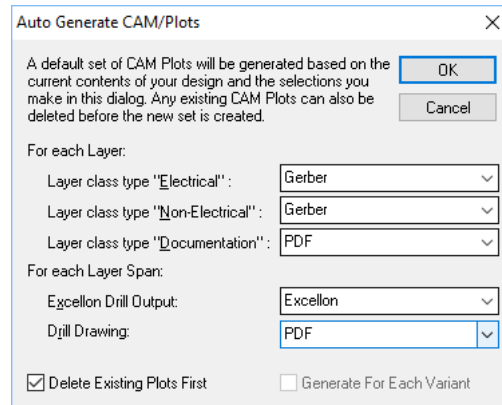 Auto Generate CAM/Plots
A default set of CAM Plots will be generated based on the
current contents of your design and the selections you
make in this dialog. Any existing CAM Plots can also be
deleted before the new set is created.
OK
Cancel
For each Layer:
Layer class type "Electrical" : Gerber
Layer class type "Non-Electrical" : Gerber
Layer class type "Documentation" : PDF
For each Layer Span:
Excellon Drill Output: Excellon
Drill Drawing: PDF
Delete Existing Plots First Generate For Each Variant